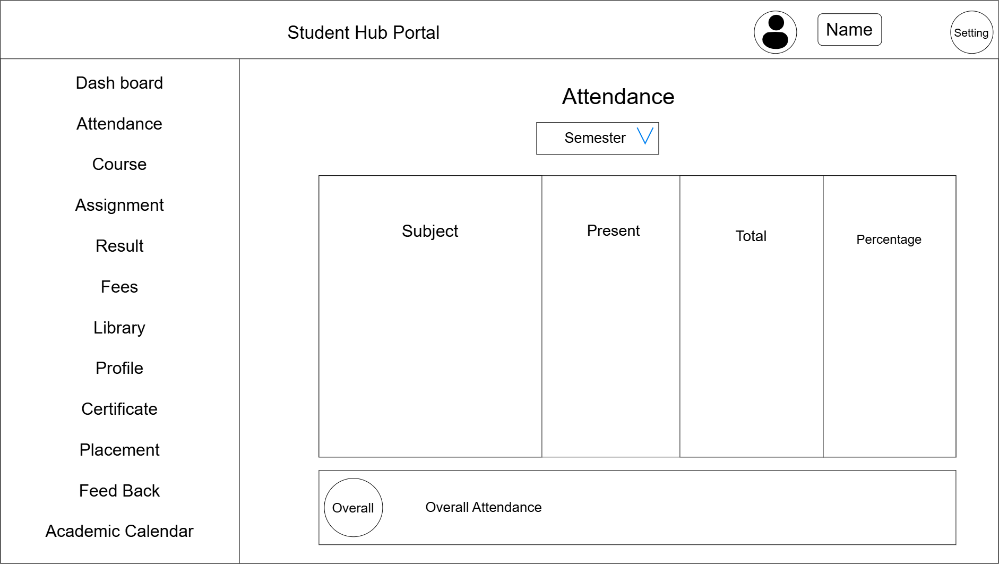 Student Hub Portal
Name
Setting
Dash board
Attendance
Course
Assignment
Result
Fees
Library
Profile
Certificate
Placement
Feed Back
Academic Calendar
Attendance
Semester
Subject
Present
Total
Percentage
Overall
Overall Attendance